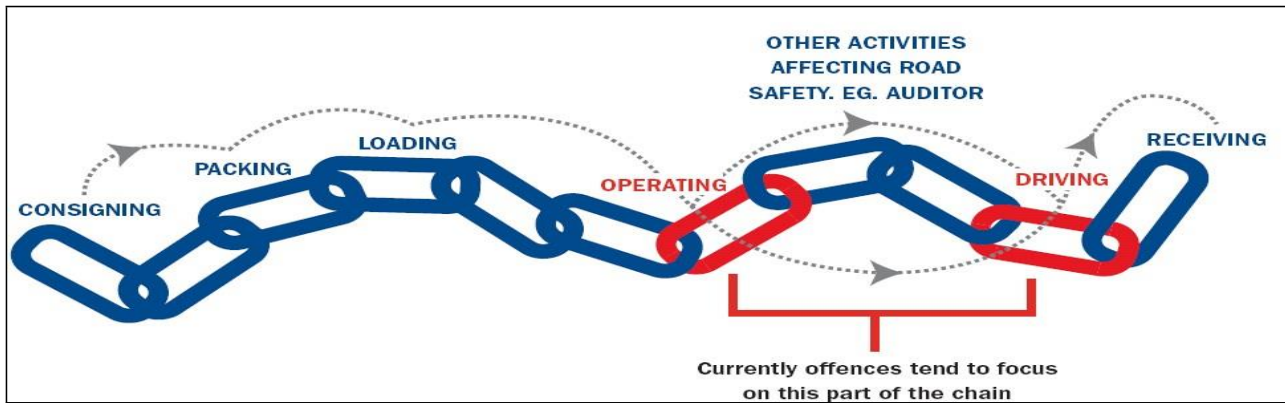 CONSIGNING
PACKING
LOADING
OPERATING
OTHER ACTIVITIES
AFFECTING ROAD
SAFETY. EG. AUDITOR
DRIVING
RECEIVING
Currently offences tend to focus
on this part of the chain